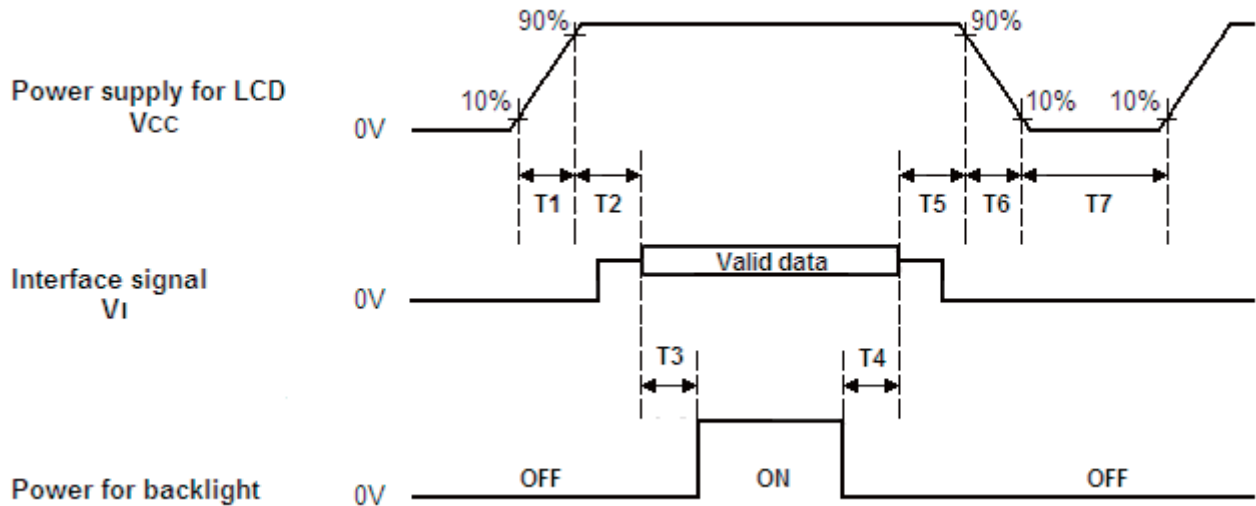 90%
90%
Power supply for LCD
VCC
10%
10%
10%
0V
T1
T2
T5
T6
T7
Interface signal
VI
Valid data
0V
T3
T4
Power for backlight
0V
OFF
ON
OFF